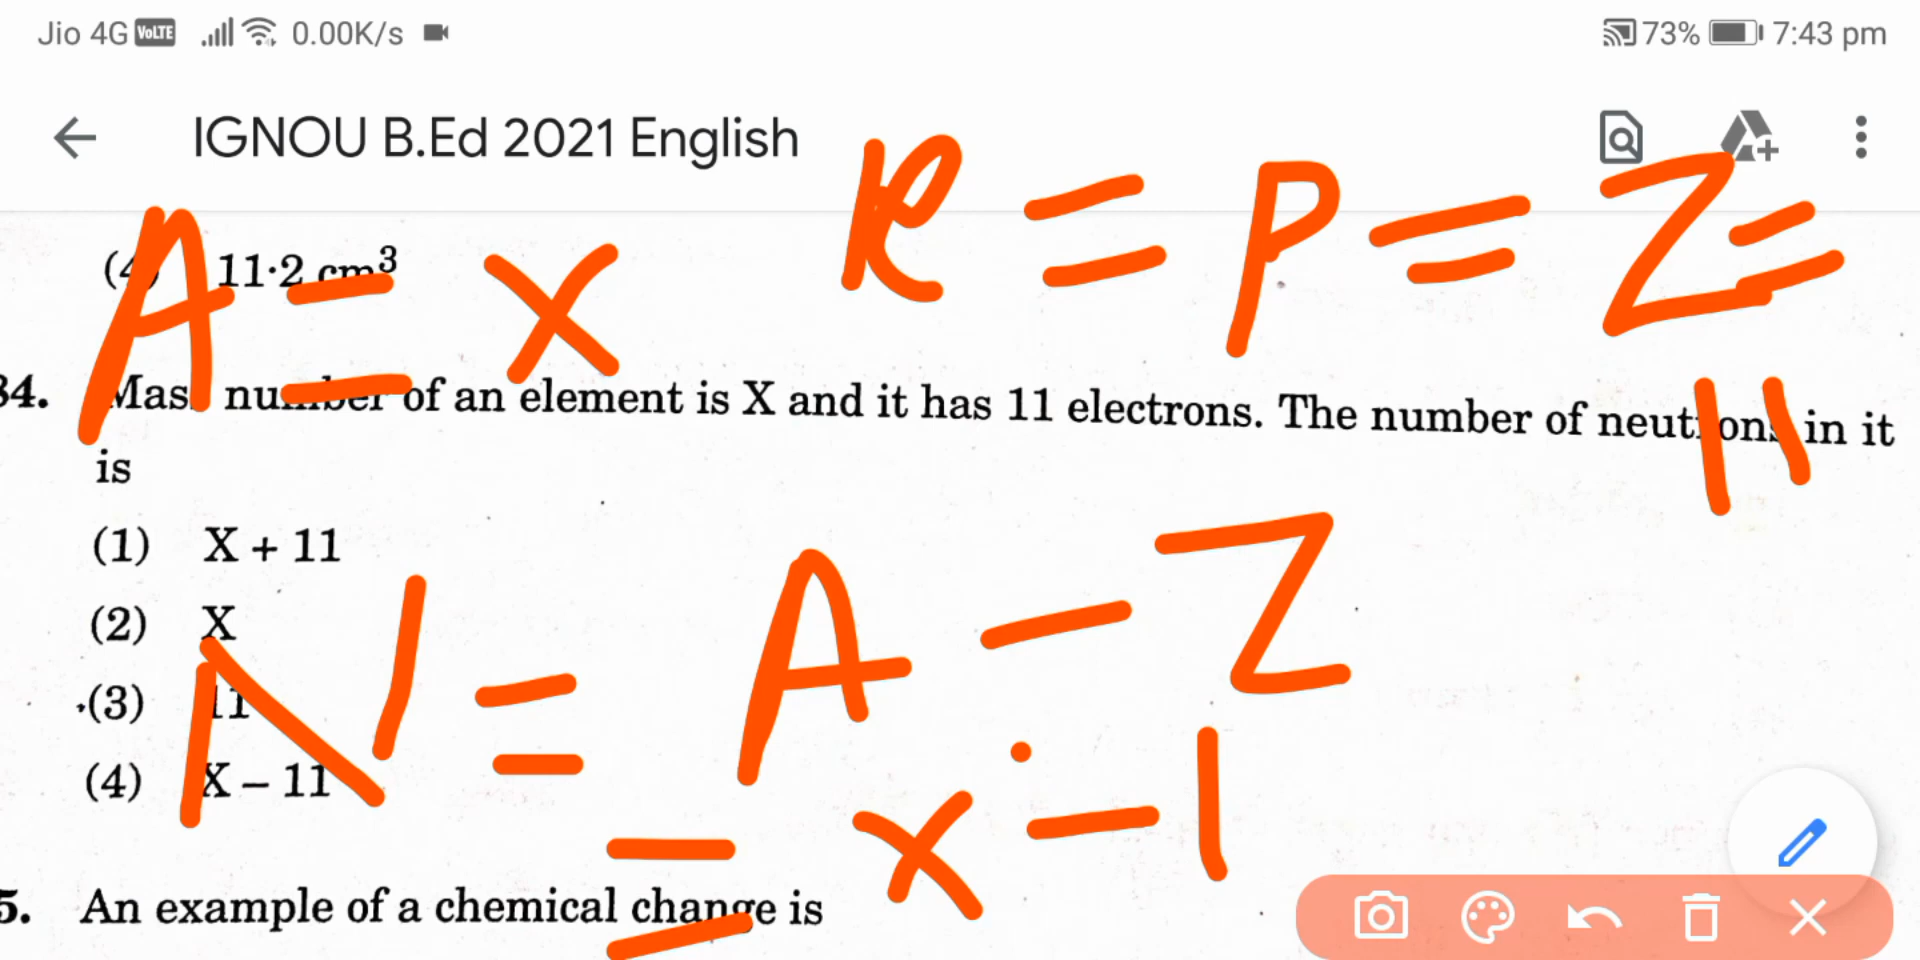 Jio 4G VoLTE 0.00K/s 73% 7:43 pm
IGNOU B.Ed 2021 English
R = P = Z =
11
A = x
(4) 11·2 cm³
34. Mass number of an element is X and it has 11 electrons. The number of neutrons in it
is
(1) X + 11
(2) X
(3) 11
(4) X – 11
N = A – Z
= x – 1
5. An example of a chemical change is